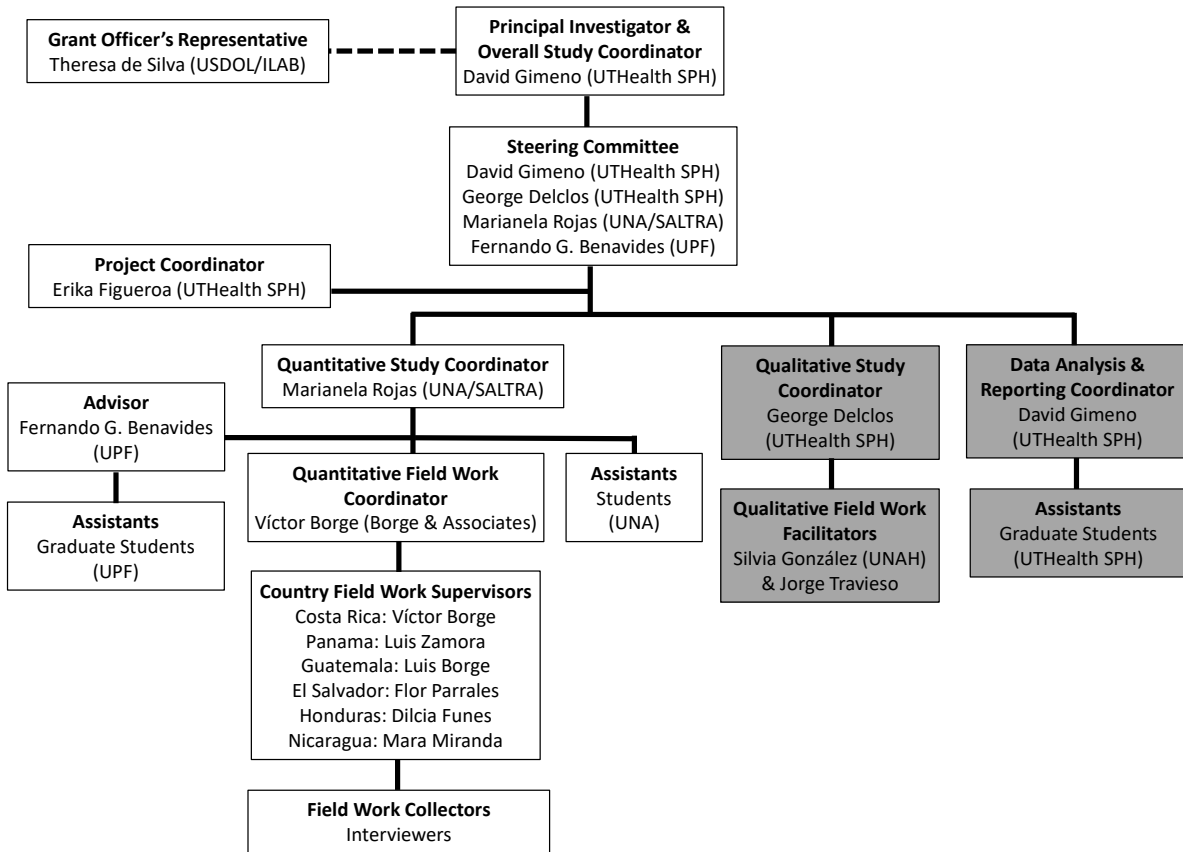 Grant Officer's Representative
Theresa de Silva (USDOL/ILAB)
Principal Investigator &
Overall Study Coordinator
David Gimeno (UTHealth SPH)
Steering Committee
David Gimeno (UTHealth SPH)
George Delclos (UTHealth SPH)
Marianela Rojas (UNA/SALTRA)
Fernando G. Benavides (UPF)
Project Coordinator
Erika Figueroa (UTHealth SPH)
Quantitative Study Coordinator
Marianela Rojas (UNA/SALTRA)
Qualitative Study
Coordinator
George Delclos
(UTHealth SPH)
Data Analysis &
Reporting Coordinator
David Gimeno
(UTHealth SPH)
Advisor
Fernando G. Benavides
(UPF)
Quantitative Field Work
Coordinator
Víctor Borge (Borge & Associates)
Assistants
Students
(UNA)
Assistants
Graduate Students
(UPF)
Qualitative Field Work
Facilitators
Silvia González (UNAH)
& Jorge Travieso
Assistants
Graduate Students
(UTHealth SPH)
Country Field Work Supervisors
Costa Rica: Víctor Borge
Panama: Luis Zamora
Guatemala: Luis Borge
El Salvador: Flor Parrales
Honduras: Dilcia Funes
Nicaragua: Mara Miranda
Field Work Collectors
Interviewers